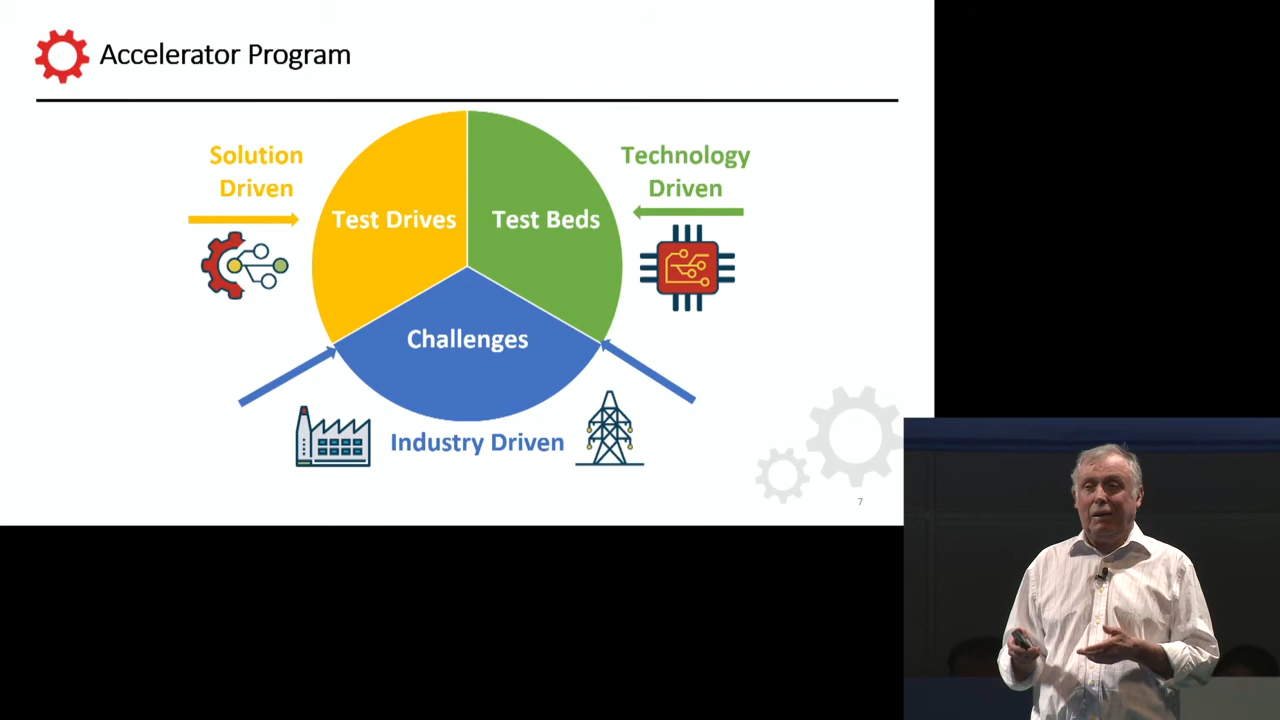 Accelerator Program
Solution
Driven
Technology
Driven
Test Drives
Test Beds
Challenges
Industry Driven
7